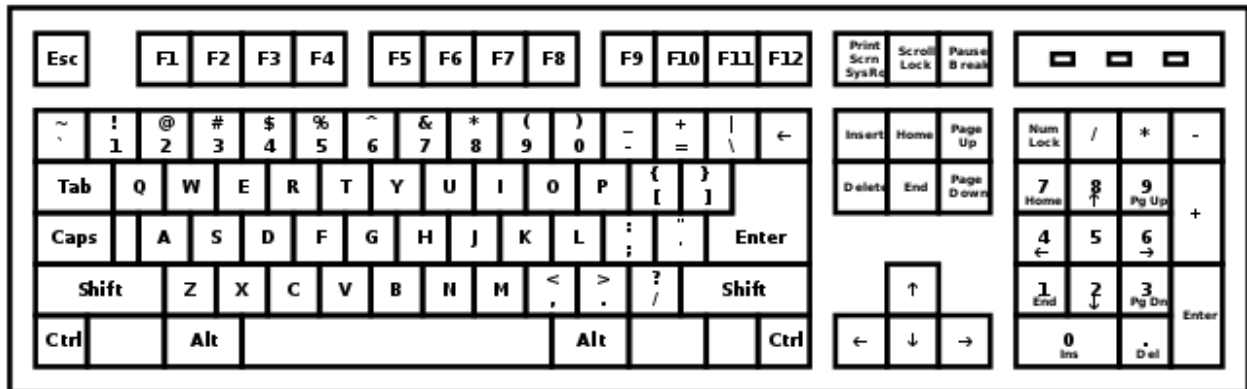 Esc F1 F2 F3 F4 F5 F6 F7 F8 F9 F10 F11 F12 Print Scrn SysRq Scroll Lock Pause Break
~ ` ! 1 @ 2 # 3 $ 4 % 5 ^ 6 & 7 * 8 ( 9 ) 0 _ - + = | \ ← Insert Home Page Up Num Lock / * -
Tab Q W E R T Y U I O P { [ } ] Delete End Page Down 7 Home 8 ↑ 9 Pg Up +
Caps A S D F G H J K L : ; " . Enter 4 ← 5 6 →
Shift Z X C V B N M < , > . ? / Shift ↑ 1 End 2 ↓ 3 Pg Dn Enter
Ctrl Alt Alt Ctrl ← ↓ → 0 Ins . Del